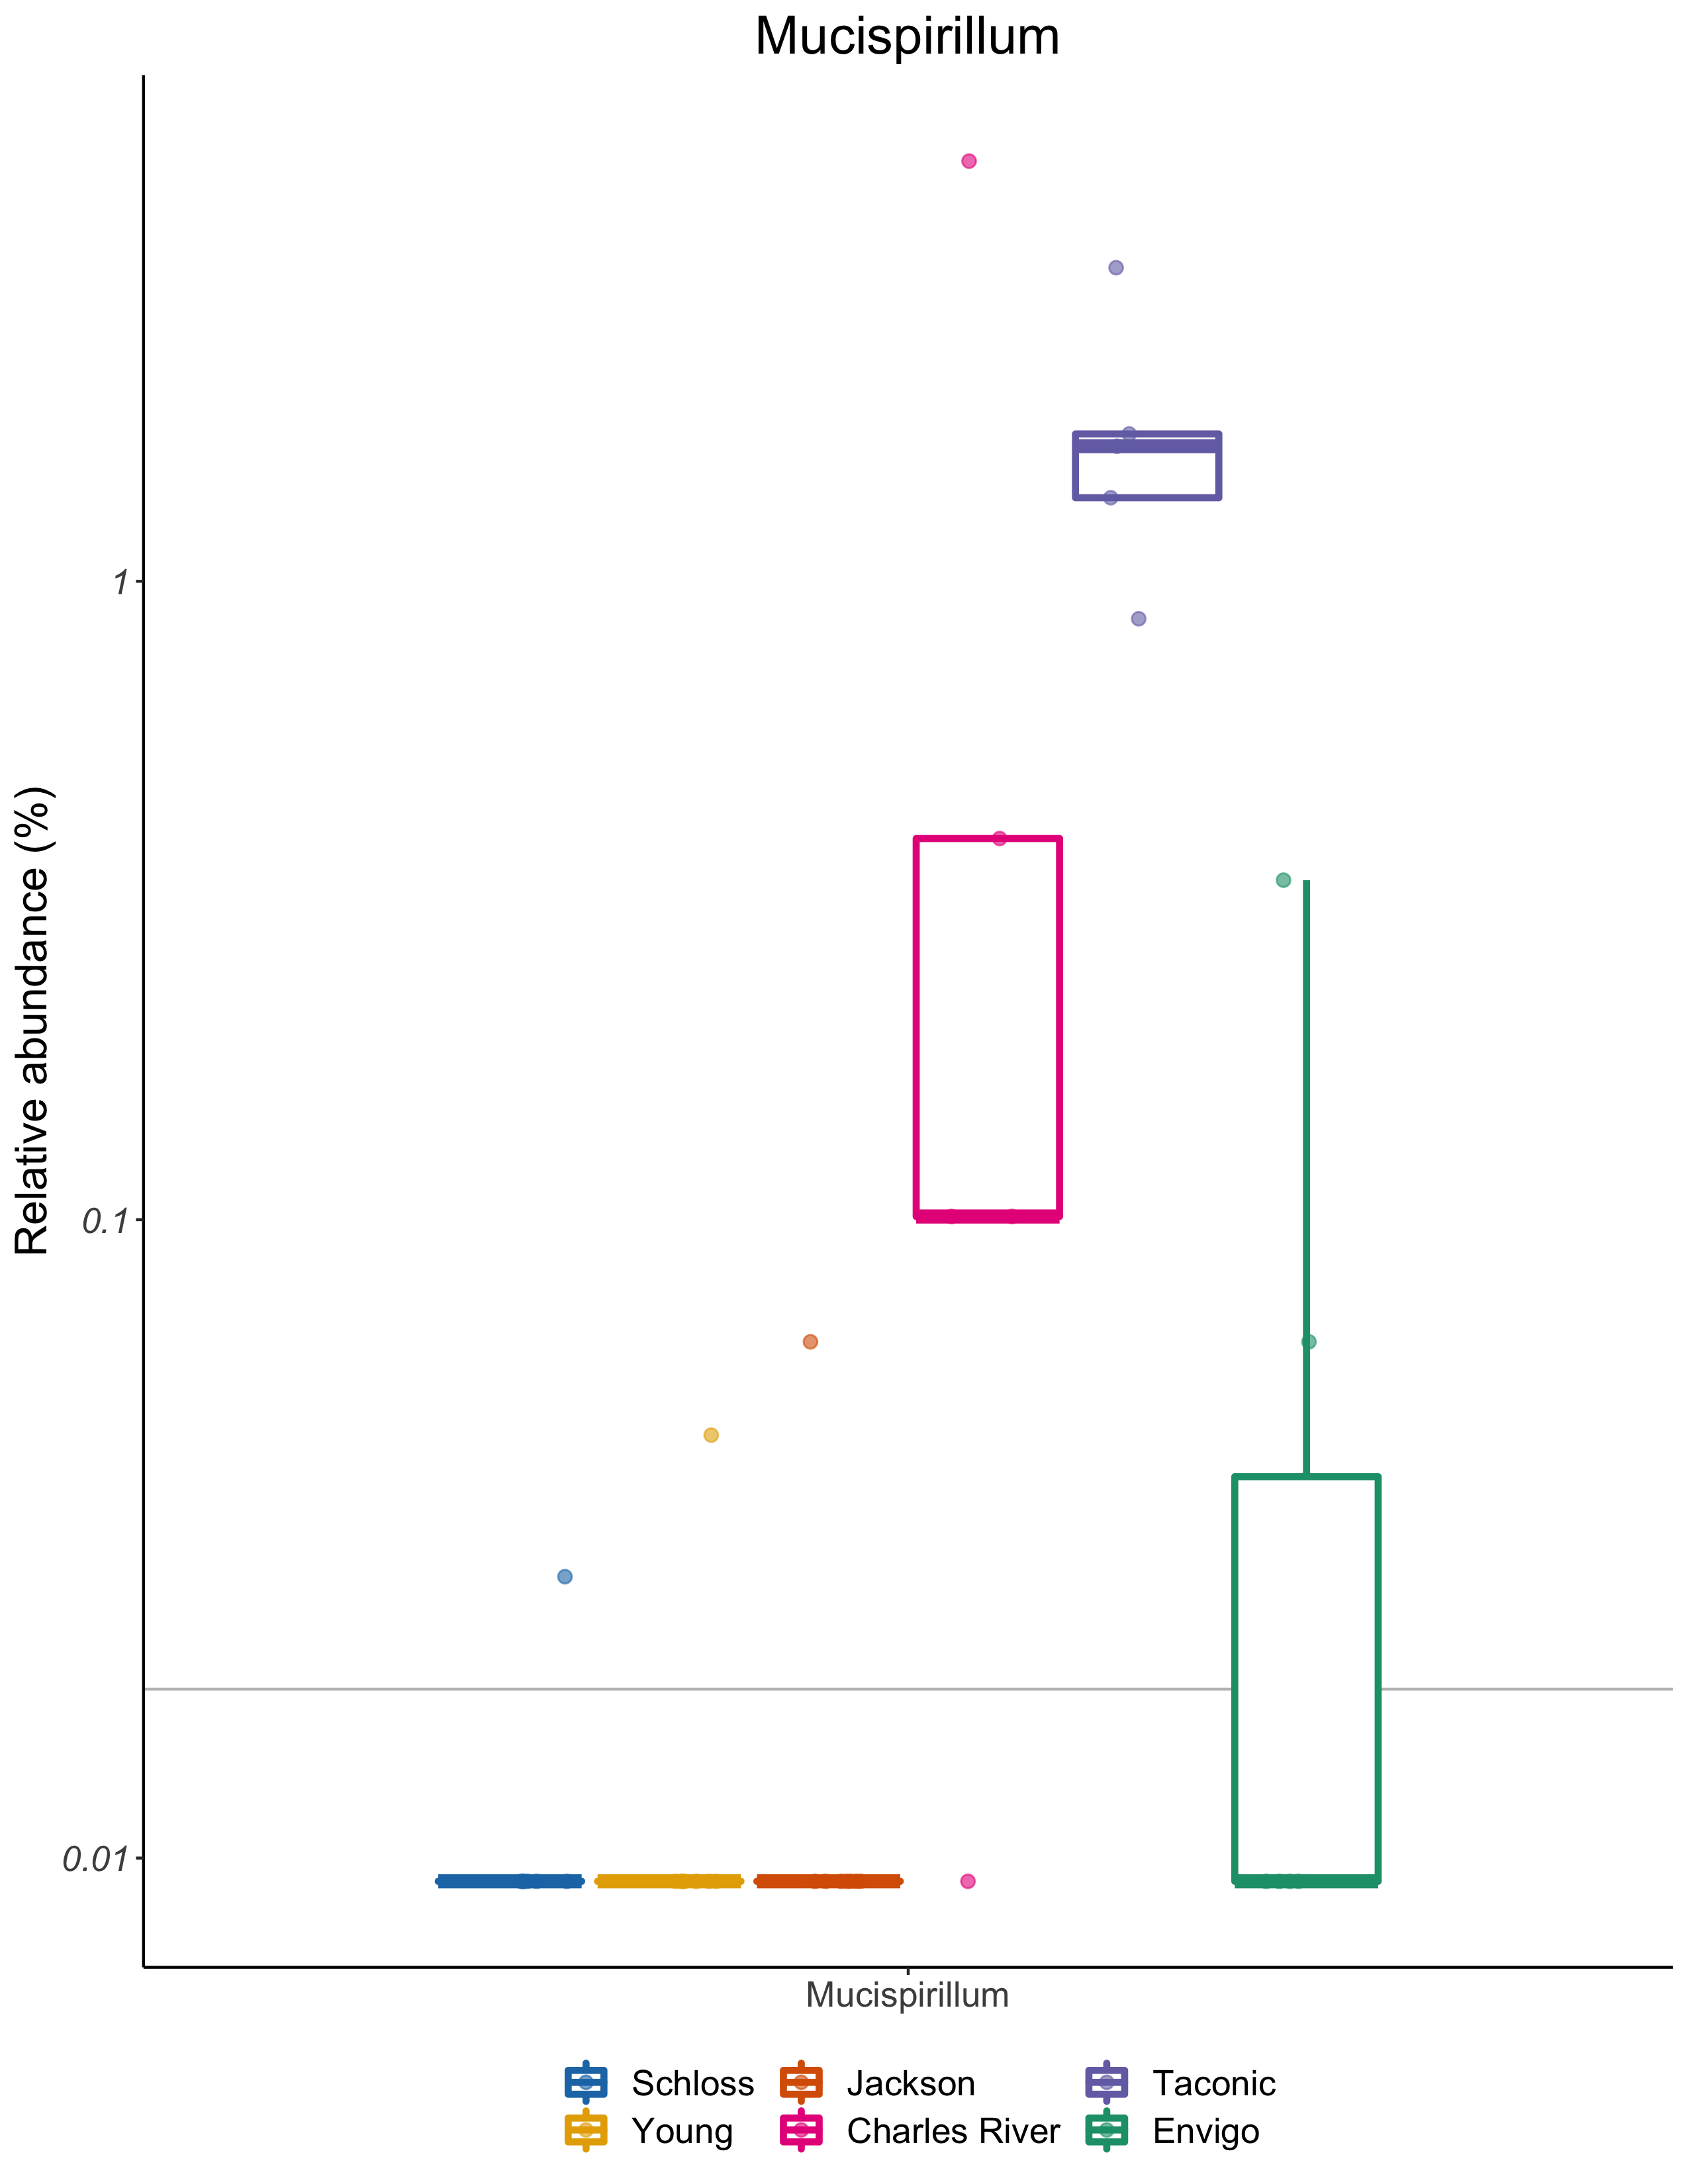 Mucispirillum
Relative abundance (%)
1
0.1
0.01
Mucispirillum
Schloss Jackson Taconic
Young Charles River Envigo